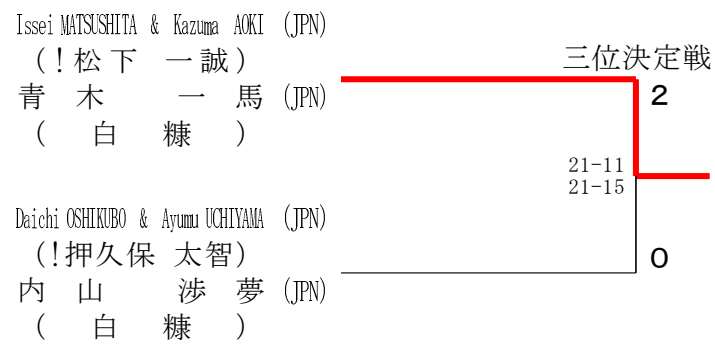 Issei MATSUSHITA & Kazuma AOKI (JPN)
(!松下 一誠)
三位決定戦
青木 一馬(JPN)
2
(白糠)
21-11
21-15
Daichi OSHIKUBO & Ayumu UCHIYAMA (JPN)
(!押久保 太智)
0
内山 渉夢(JPN)
(白糠)